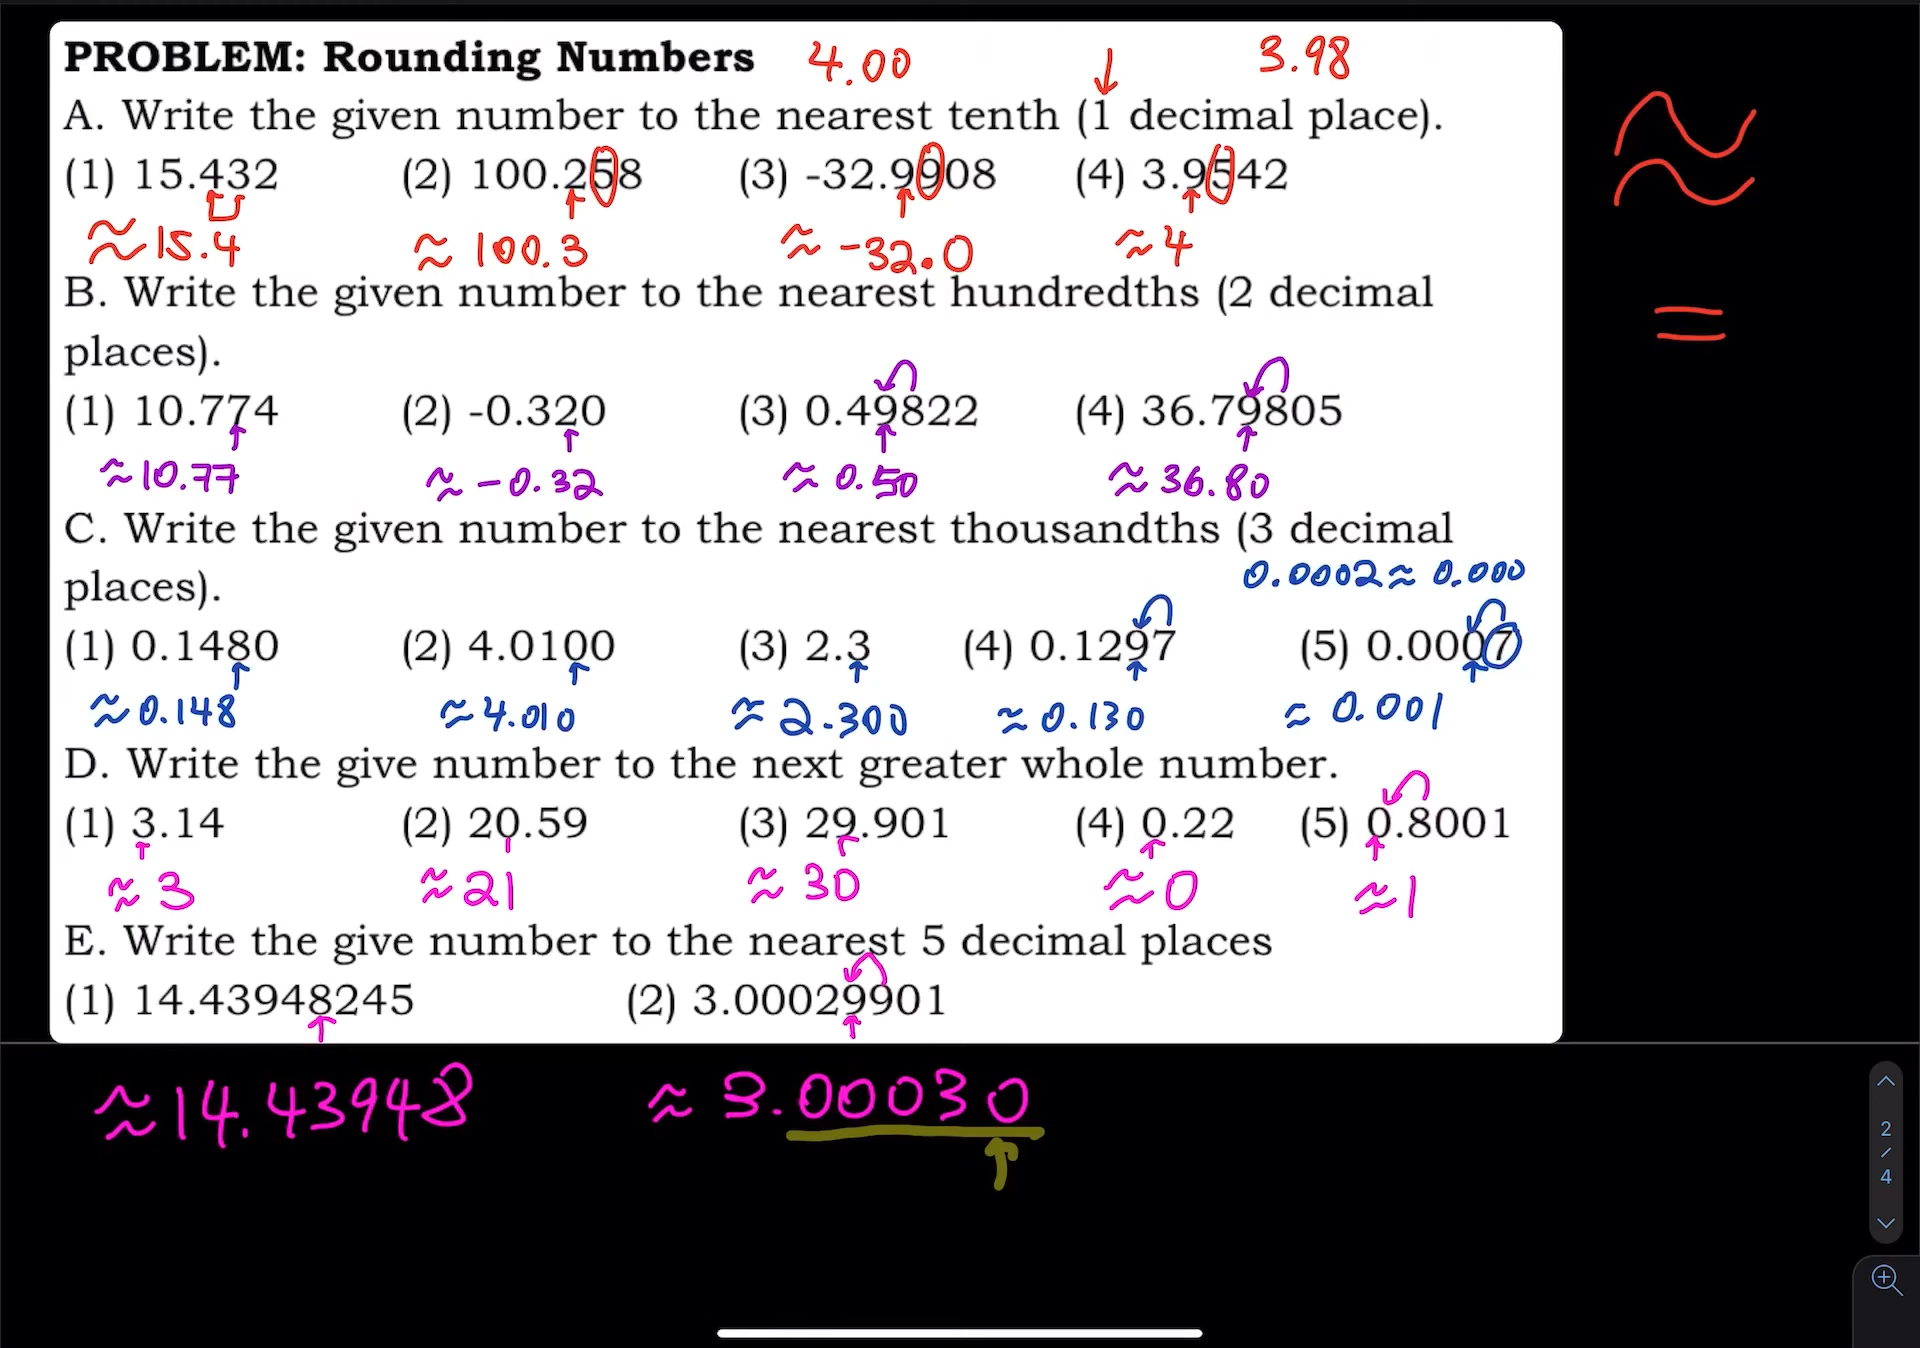 PROBLEM: Rounding Numbers 4.00 ↓ 3.98
A. Write the given number to the nearest tenth (1 decimal place).
(1) 15.432 (2) 100.258 (3) -32.9908 (4) 3.9542
≈15.4 ≈ 100.3 ≈ -32.0 ≈4
≈
=
B. Write the given number to the nearest hundredths (2 decimal
places).
(1) 10.774 (2) -0.320 (3) 0.49822 (4) 36.79805
≈10.77 ≈ -0.32 ≈ 0.50 ≈ 36.80
C. Write the given number to the nearest thousandths (3 decimal
places). 0.0002≈ 0.000
(1) 0.1480 (2) 4.0100 (3) 2.3 (4) 0.1297 (5) 0.0007
≈0.148 ≈4.010 ≈ 2.300 ≈ 0.130 ≈ 0.001
D. Write the give number to the next greater whole number.
(1) 3.14 (2) 20.59 (3) 29.901 (4) 0.22 (5) 0.8001
≈ 3 ≈21 ≈ 30 ≈0 ≈1
E. Write the give number to the nearest 5 decimal places
(1) 14.43948245 (2) 3.00029901
≈14.43948 ≈ 3.00030
2
/
4